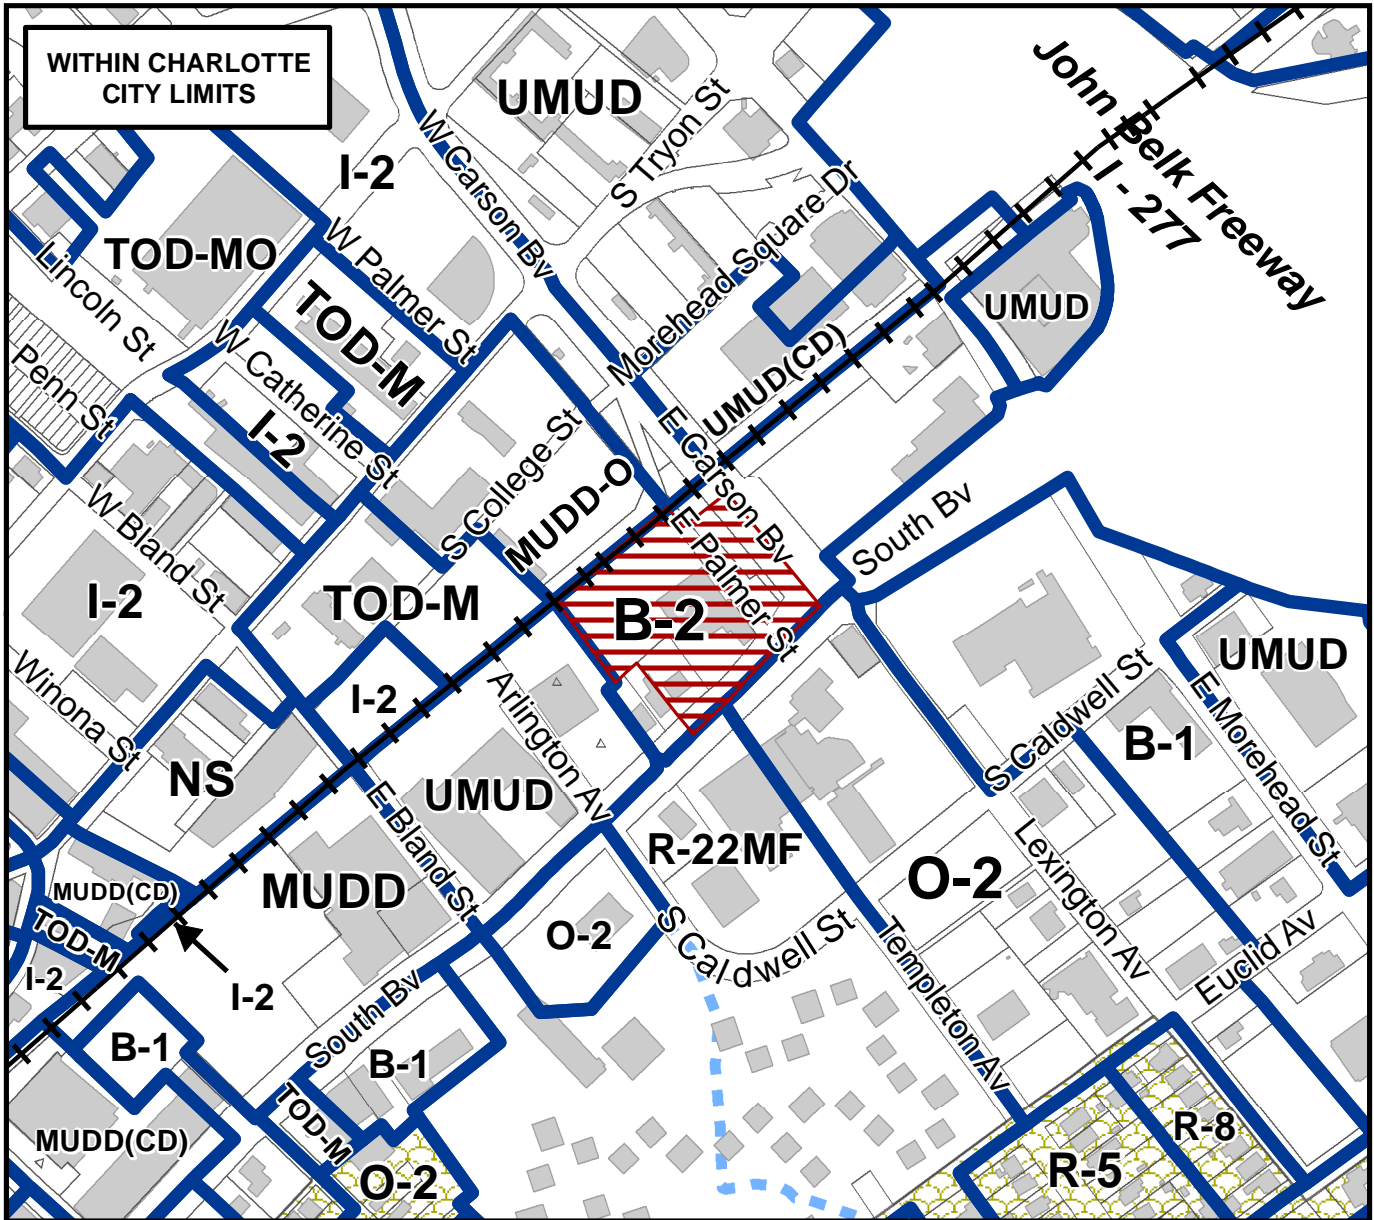 WITHIN CHARLOTTE
CITY LIMITS
UMUD
John Belk Freeway
I - 277
I-2
W Carson Bv
S Tryon St
Morehead Square Dr
TOD-MO
W Palmer St
Lincoln St
TOD-M
UMUD
UMUD(CD)
W Catherine St
Penn St
I-2
S College St
E Carson Bv
MUDD-O
W Bland St
South Bv
E Palmer St
I-2
TOD-M
B-2
UMUD
Winona St
I-2
Arlington Av
S Caldwell St
E Morehead St
B-1
NS
UMUD
E Bland St
R-22MF
Lexington Av
O-2
MUDD(CD)
MUDD
TOD-M
O-2
S Caldwell St
Templeton Av
Euclid Av
I-2
I-2
South Bv
B-1
B-1
TOD-M
MUDD(CD)
O-2
R-8
R-5